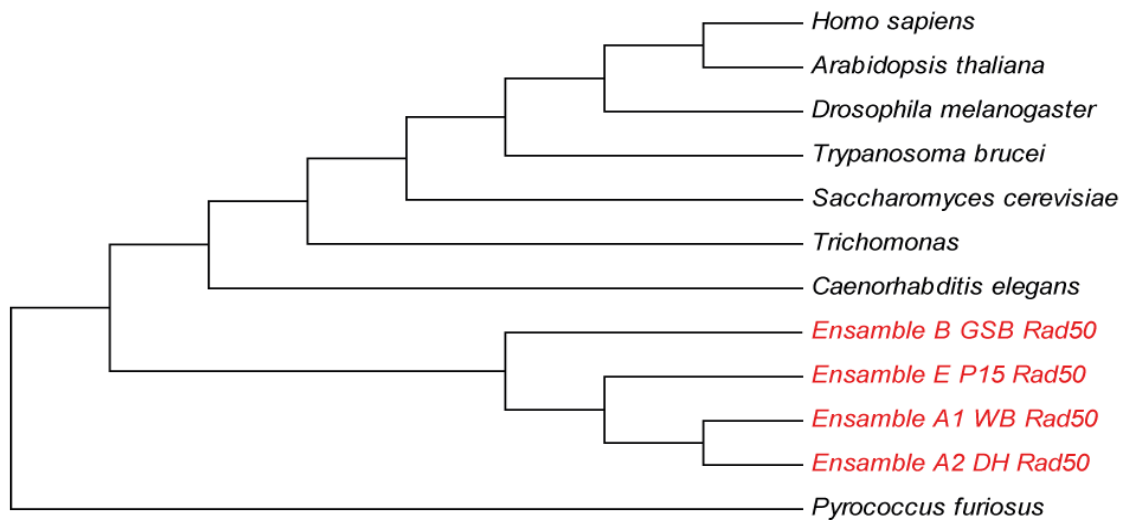 Homo sapiens
Arabidopsis thaliana
Drosophila melanogaster
Trypanosoma brucei
Saccharomyces cerevisiae
Trichomonas
Caenorhabditis elegans
Ensamble B GSB Rad50
Ensamble E P15 Rad50
Ensamble A1 WB Rad50
Ensamble A2 DH Rad50
Pyrococcus furiosus